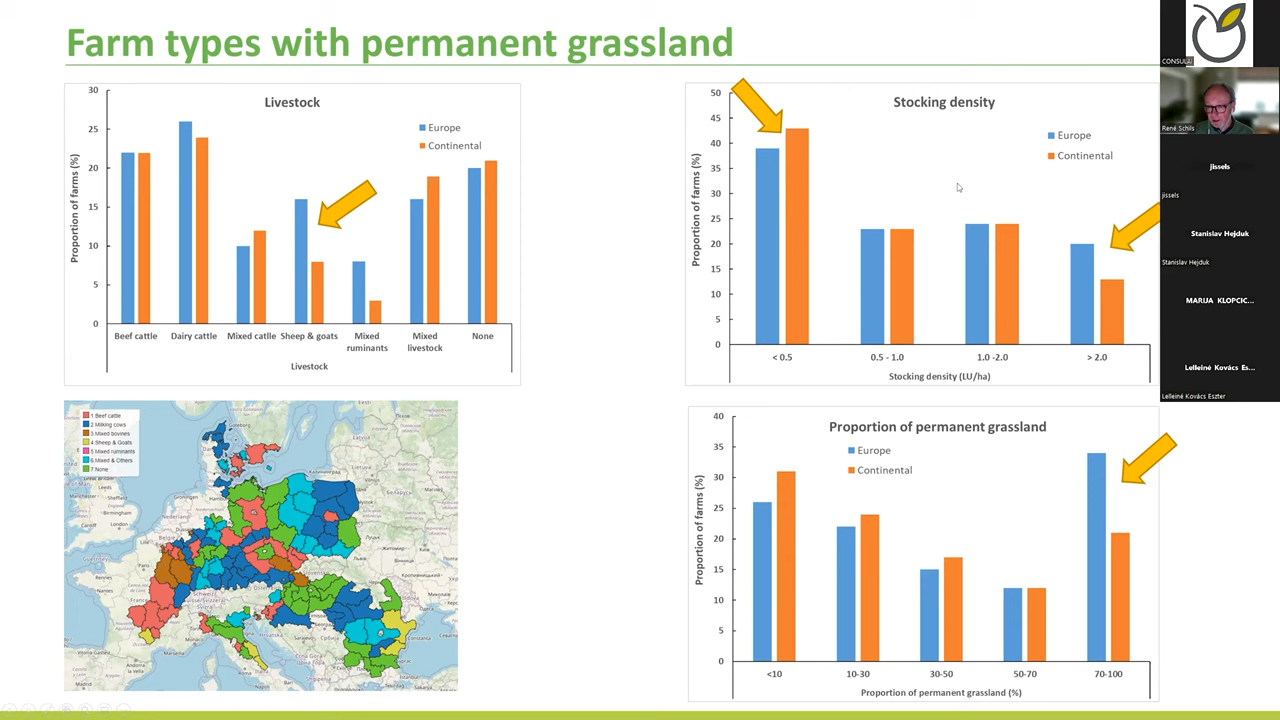 Farm types with permanent grassland
Livestock
Europe
Continental
Proportion of farms (%)
30
25
20
15
10
5
0
Beef cattle
Dairy cattle
Mixed catlle
Sheep & goats
Mixed ruminants
Mixed livestock
None
Livestock
Stocking density
Europe
Continental
Proportion of farms (%)
50
45
40
35
30
25
20
15
10
5
0
< 0.5
0.5 - 1.0
1.0 -2.0
> 2.0
Stocking density (LU/ha)
1 Beef cattle
2 Milking cows
3 Mixed bovines
4 Sheep & Goats
5 Mixed ruminants
6 Mixed & Others
7 None
Proportion of permanent grassland
Europe
Continental
Proportion of farms (%)
40
35
30
25
20
15
10
5
0
<10
10-30
30-50
50-70
70-100
Proportion of permanent grassland (%)
CONSULAI
René Schils
jissels
jissels
Stanislav Hejduk
Stanislav Hejduk
MARIJA KLOPCIC...
Lelleiné Kovács Es...
Lelleiné Kovács Eszter